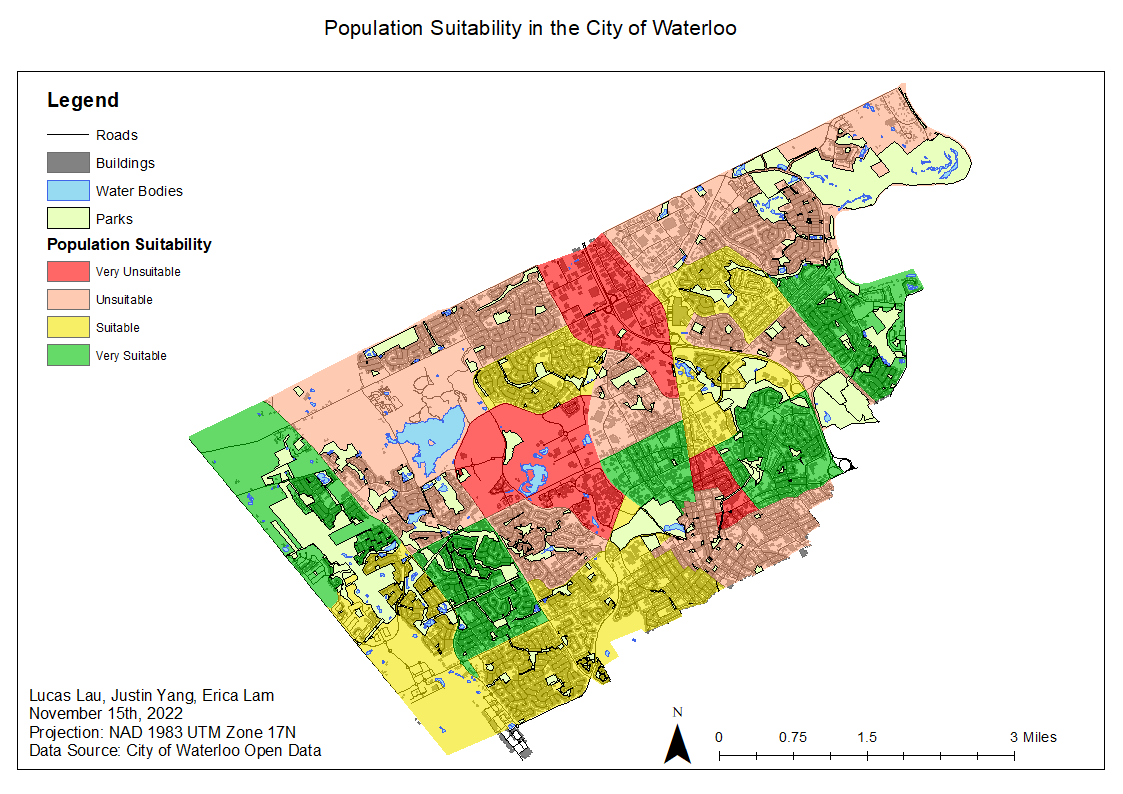 Population Suitability in the City of Waterloo
Legend
Roads
Buildings
Water Bodies
Parks
Population Suitability
Very Unsuitable
Unsuitable
Suitable
Very Suitable
Lucas Lau, Justin Yang, Erica Lam
November 15th, 2022
Projection: NAD 1983 UTM Zone 17N
Data Source: City of Waterloo Open Data
N
0 0.75 1.5 3 Miles